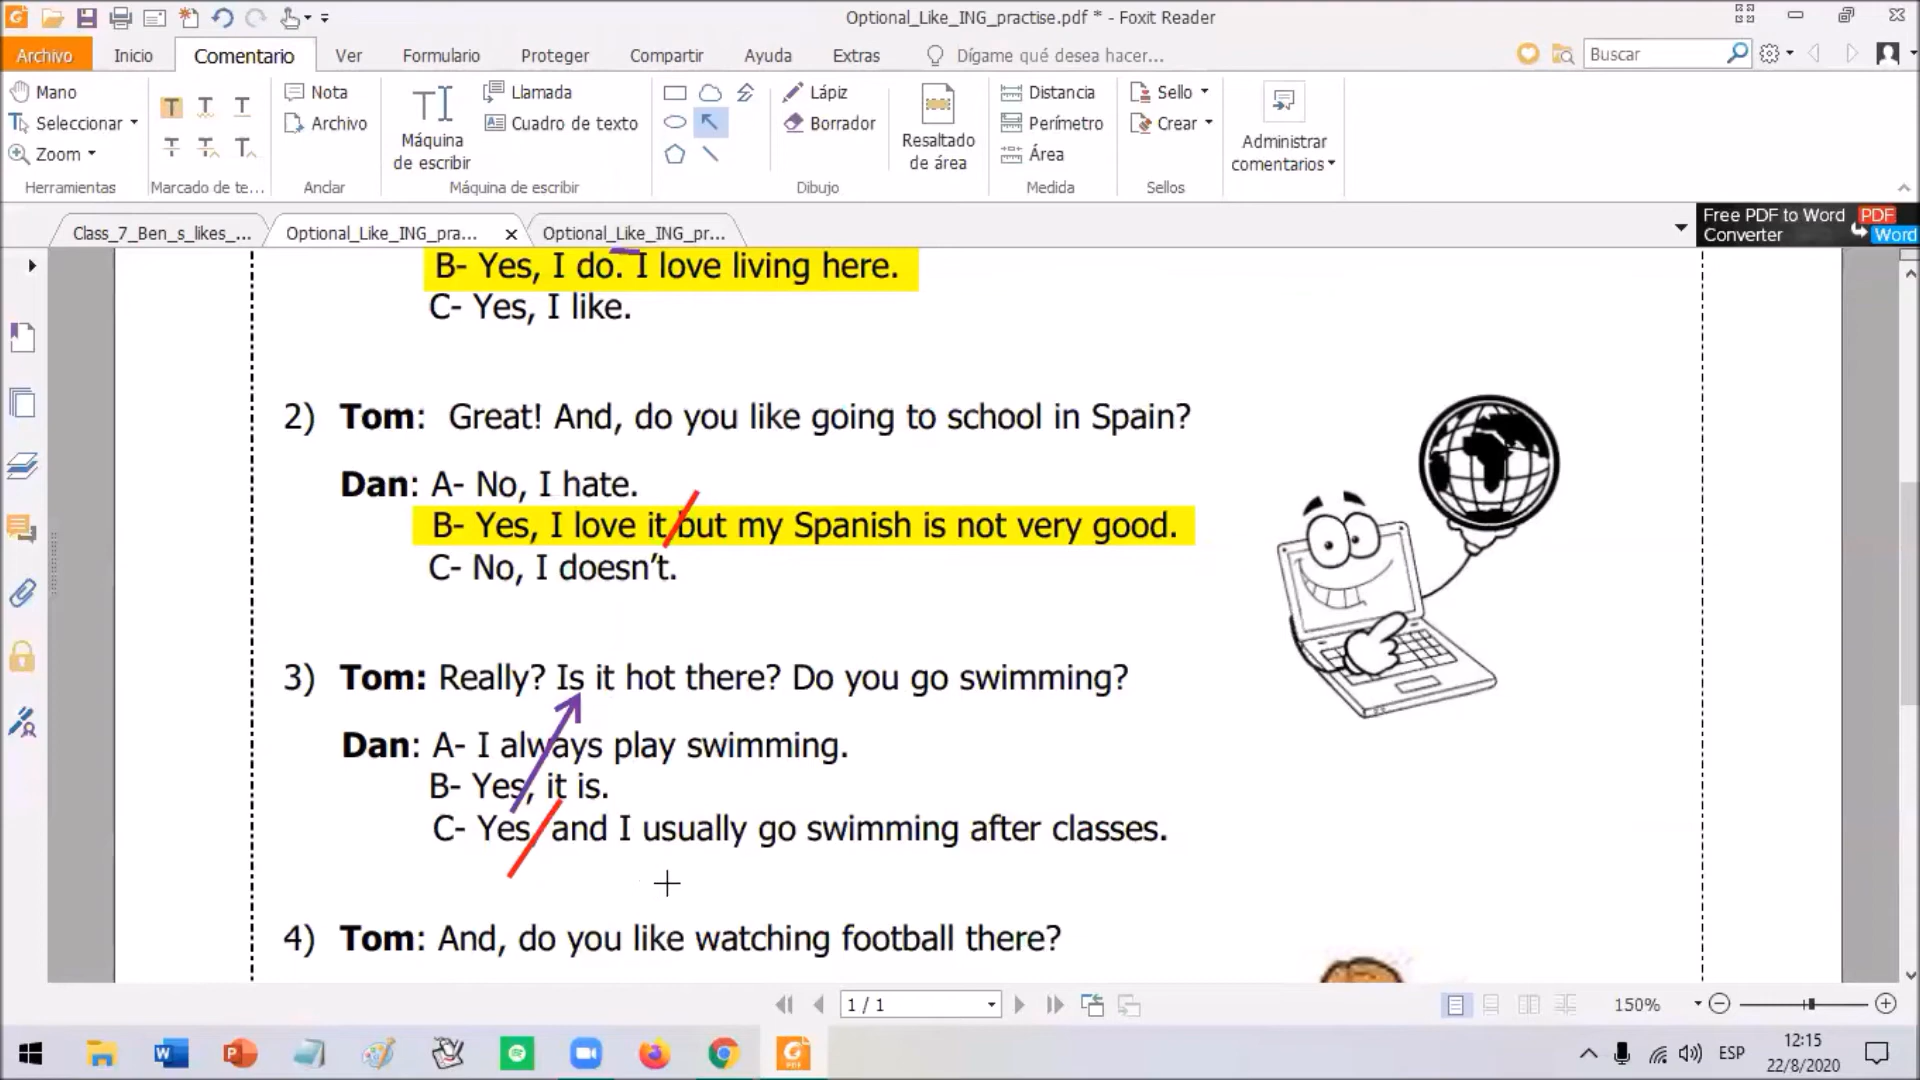 Optional_Like_ING_practise.pdf * - Foxit Reader
Archivo Inicio Comentario Ver Formulario Proteger Compartir Ayuda Extras Dígame qué desea hacer... Buscar
Mano
Seleccionar
Zoom
Herramientas
Marcado de te...
Nota
Archivo
Anclar
Máquina de escribir
Llamada
Cuadro de texto
Máquina de escribir
Lápiz
Borrador
Dibujo
Resaltado de área
Distancia
Perímetro
Área
Medida
Sello
Crear
Sellos
Administrar comentarios
Class_7_Ben_s_likes_... Optional_Like_ING_pra... Optional_Like_ING_pr...
Free PDF to Word Converter PDF Word
B- Yes, I do. I love living here.
C- Yes, I like.
2) Tom: Great! And, do you like going to school in Spain?
Dan: A- No, I hate.
B- Yes, I love it but my Spanish is not very good.
C- No, I doesn't.
3) Tom: Really? Is it hot there? Do you go swimming?
Dan: A- I always play swimming.
B- Yes, it is.
C- Yes, and I usually go swimming after classes.
4) Tom: And, do you like watching football there?
1 / 1
150%
ESP
12:15
22/8/2020